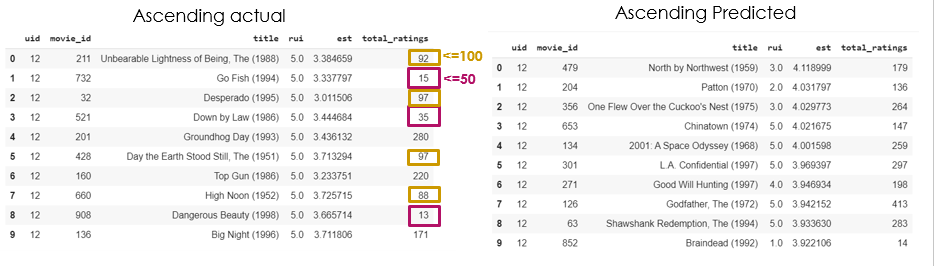 Ascending actual
uid movie_id title rui est total_ratings
0 12 211 Unbearable Lightness of Being, The (1988) 5.0 3.384659 92 <=100
1 12 732 Go Fish (1994) 5.0 3.337797 15 <=50
2 12 32 Desperado (1995) 5.0 3.011506 97
3 12 521 Down by Law (1986) 5.0 3.444684 35
4 12 201 Groundhog Day (1993) 5.0 3.436132 280
5 12 428 Day the Earth Stood Still, The (1951) 5.0 3.713294 97
6 12 160 Top Gun (1986) 5.0 3.233751 220
7 12 660 High Noon (1952) 5.0 3.725715 88
8 12 908 Dangerous Beauty (1998) 5.0 3.665714 13
9 12 136 Big Night (1996) 5.0 3.711806 171
Ascending Predicted
uid movie_id title rui est total_ratings
0 12 479 North by Northwest (1959) 3.0 4.118999 179
1 12 204 Patton (1970) 2.0 4.031797 136
2 12 356 One Flew Over the Cuckoo's Nest (1975) 3.0 4.029773 264
3 12 653 Chinatown (1974) 5.0 4.021675 147
4 12 134 2001: A Space Odyssey (1968) 5.0 4.001598 259
5 12 301 L.A. Confidential (1997) 5.0 3.969397 297
6 12 271 Good Will Hunting (1997) 4.0 3.946934 198
7 12 126 Godfather, The (1972) 5.0 3.942152 413
8 12 63 Shawshank Redemption, The (1994) 5.0 3.933630 283
9 12 852 Braindead (1992) 1.0 3.922106 14